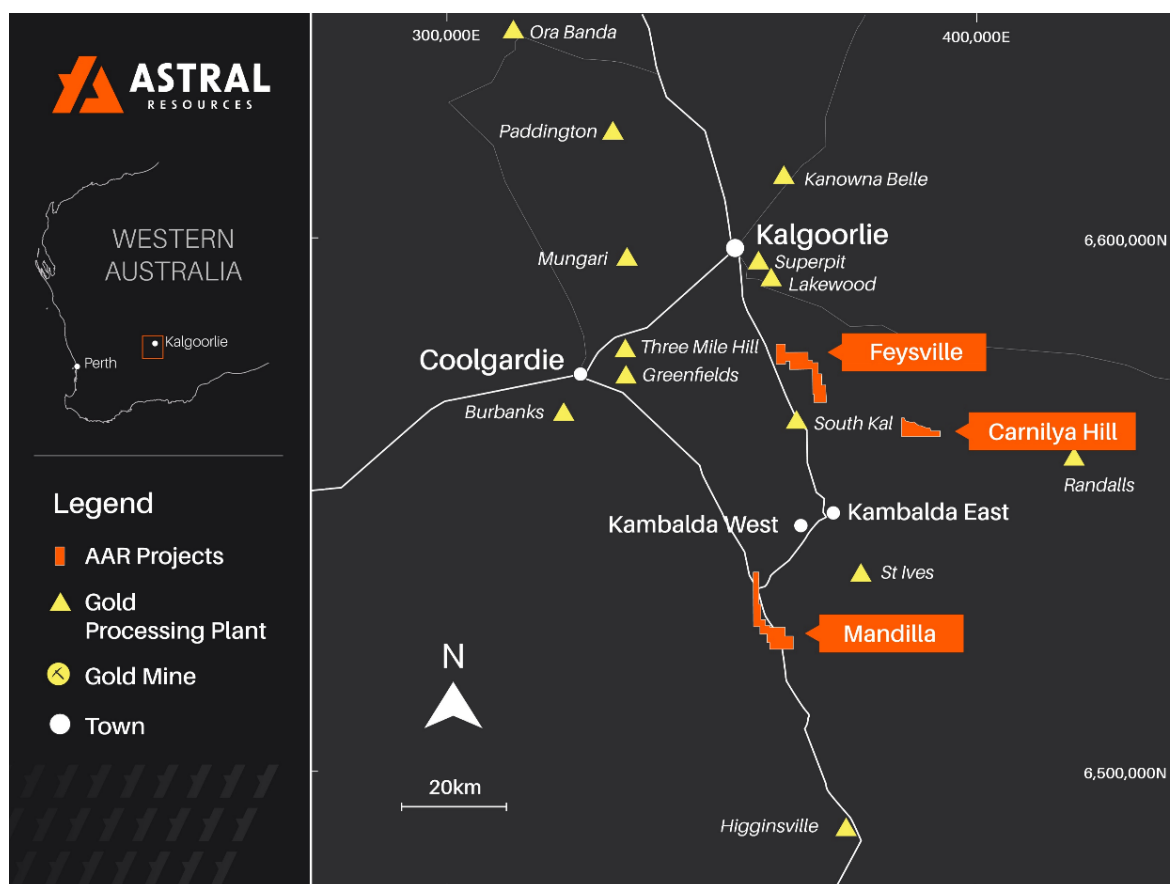 ASTRAL
RESOURCES
WESTERN
AUSTRALIA
Kalgoorlie
Perth
Legend
AAR Projects
Gold
Processing Plant
Gold Mine
Town
300,000E
Ora Banda
400,000E
Paddington
Kanowna Belle
Kalgoorlie
6,600,000N
Mungari
Superpit
Lakewood
Three Mile Hill
Feysville
Coolgardie
Greenfields
Burbanks
South Kal
Carnilya Hill
Randalls
Kambalda West
Kambalda East
St Ives
Mandilla
N
20km
6,500,000N
Higginsville